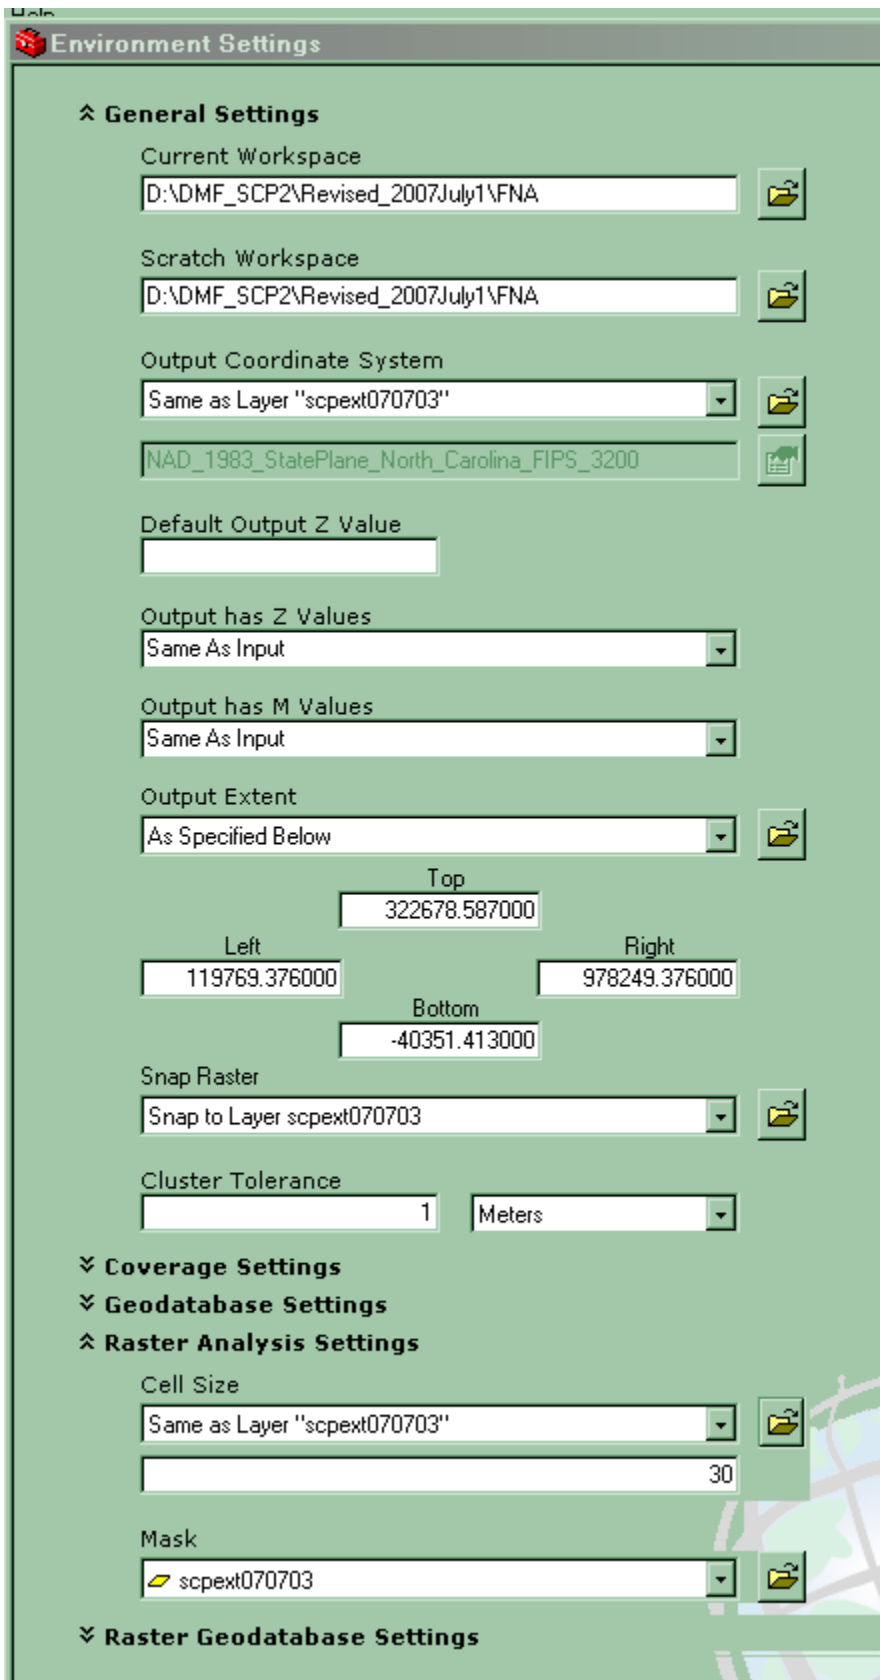 Help
Environment Settings
General Settings
Current Workspace
D:\DMF_SCP2\Revised_2007July1\FNA
Scratch Workspace
D:\DMF_SCP2\Revised_2007July1\FNA
Output Coordinate System
Same as Layer "scpext070703"
NAD_1983_StatePlane_North_Carolina_FIPS_3200
Default Output Z Value
Output has Z Values
Same As Input
Output has M Values
Same As Input
Output Extent
As Specified Below
Top
322678.587000
Left Right
119769.376000 978249.376000
Bottom
-40351.413000
Snap Raster
Snap to Layer scpext070703
Cluster Tolerance
1 Meters
Coverage Settings
Geodatabase Settings
Raster Analysis Settings
Cell Size
Same as Layer "scpext070703"
30
Mask
scpext070703
Raster Geodatabase Settings